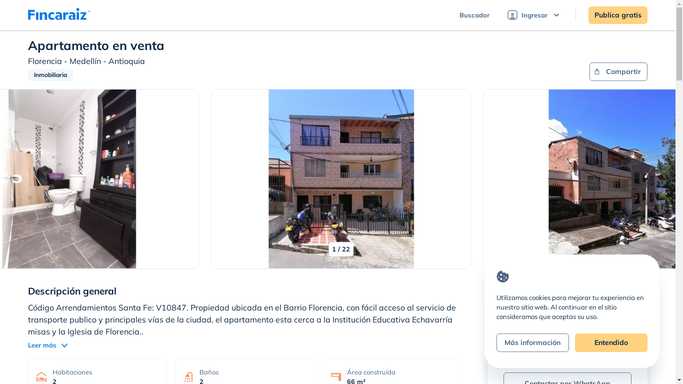 Fincaraiz
Buscador
Ingresar
Publica gratis
Apartamento en venta
Florencia - Medellín - Antioquia
Inmobiliaria
Compartir
1 / 22
Descripción general
Código Arrendamientos Santa Fe: V10847. Propiedad ubicada en el Barrio Florencia, con fácil acceso al servicio de
transporte publico y principales vías de la ciudad, el apartamento esta cerca a la Institución Educativa Echavarría
misas y la Iglesia de Florencia..
Leer más
Habitaciones
2
Baños
2
Área construida
66 m²
Utilizamos cookies para mejorar tu experiencia en
nuestro sitio web. Al continuar en el sitio
consideramos que aceptas su uso.
Más información
Entendido
Contactar por WhatsApp